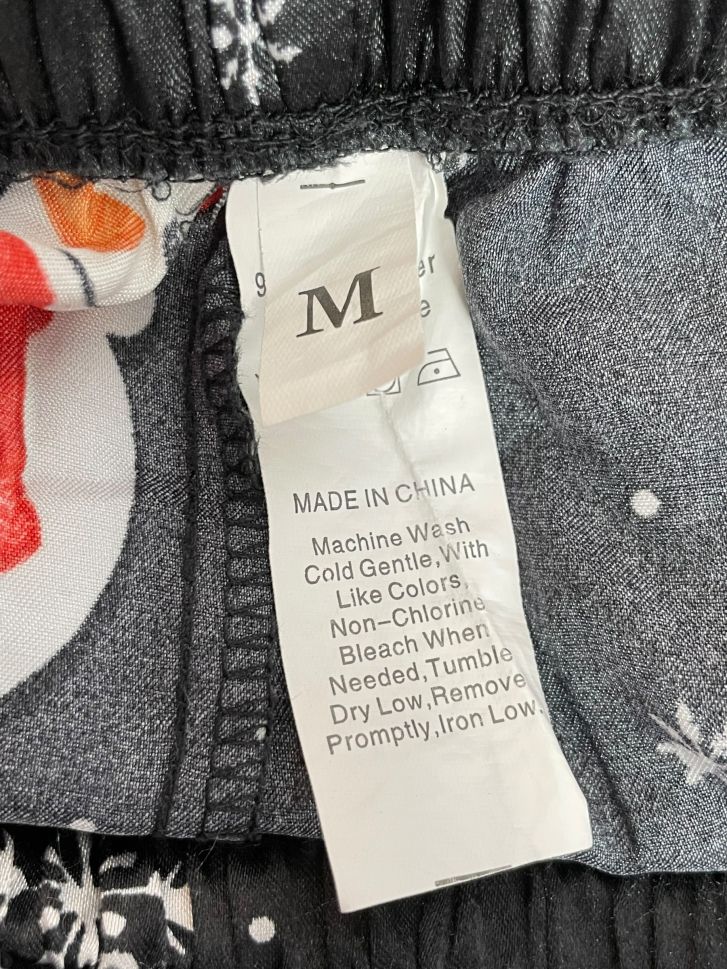 M
MADE IN CHINA
Machine Wash
Cold Gentle,With
Like Colors,
Non-Chlorine
Bleach When
Needed,Tumble
Dry Low,Remove
Promptly,Iron Low.